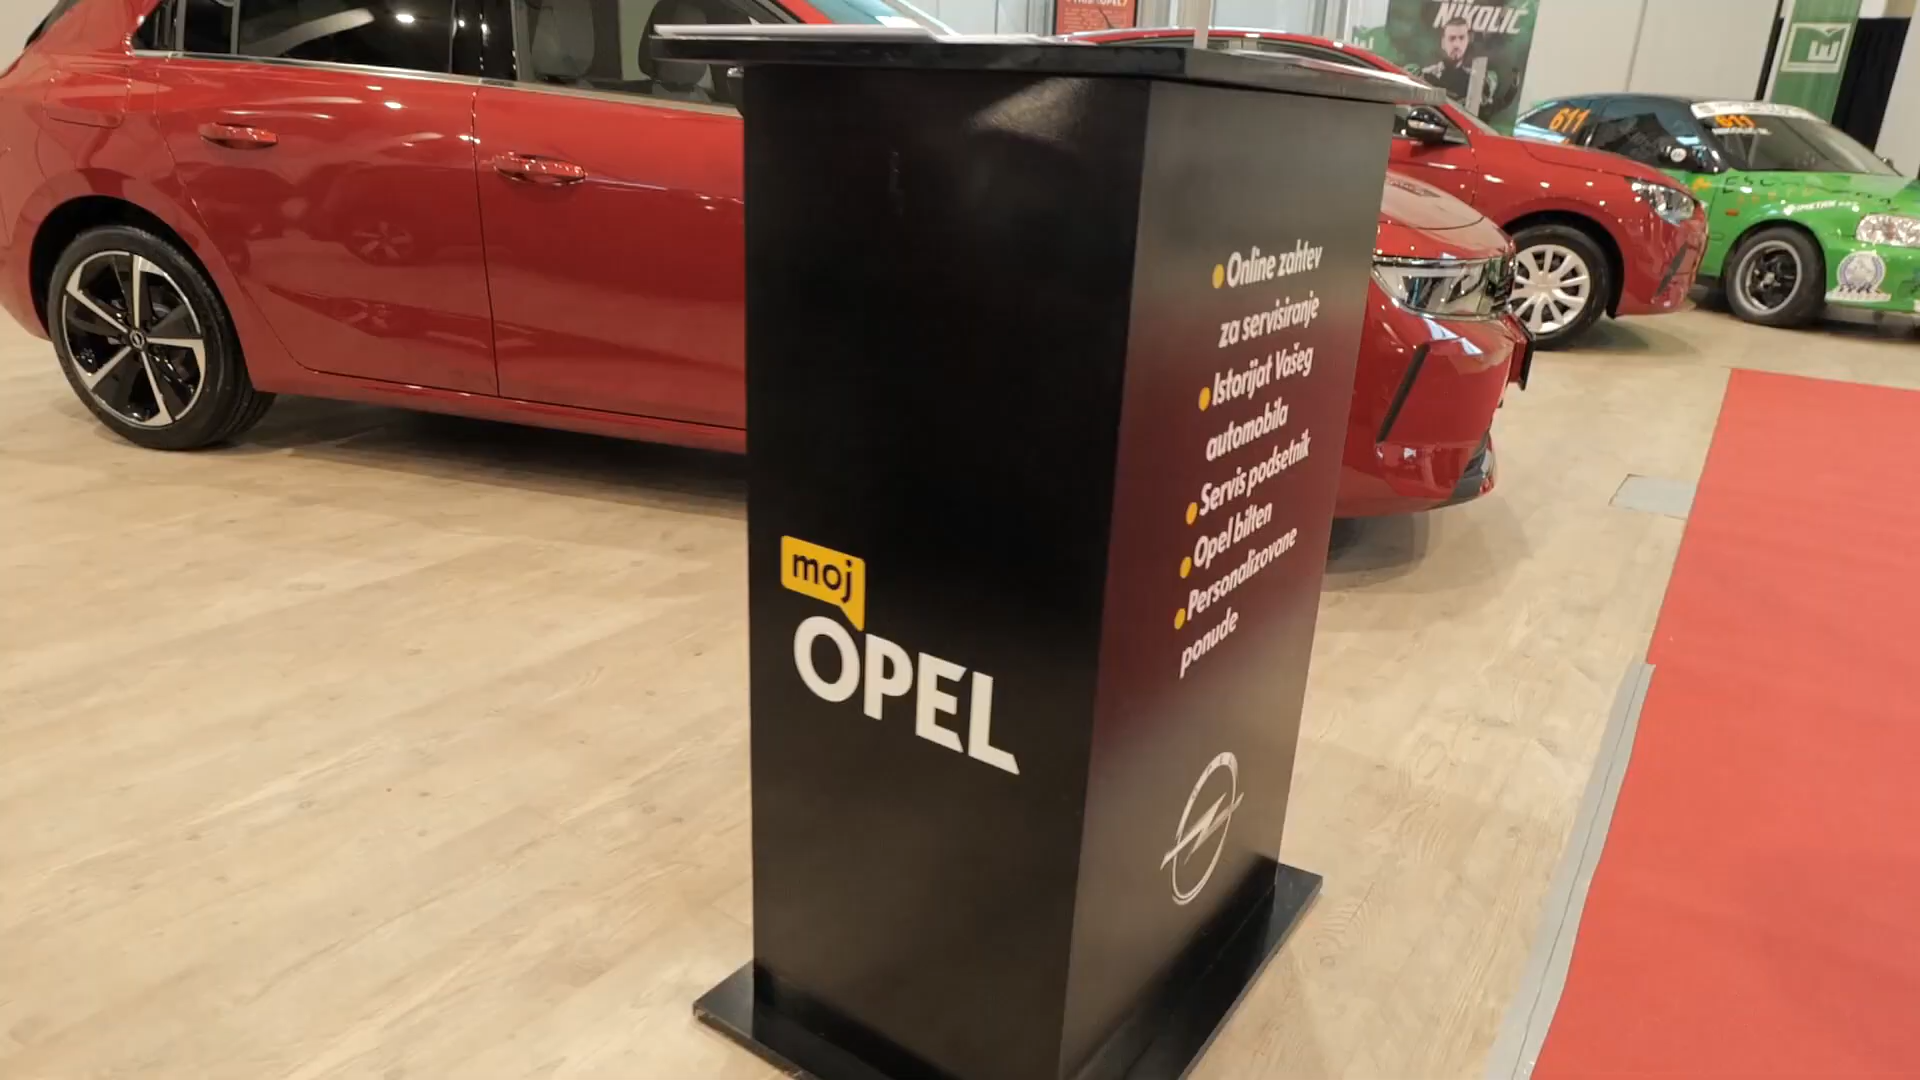 moj
OPEL
Online zahtev
za servisiranje
Istorijat Vašeg
automobila
Servis podsetnik
Opel bilten
Personalizovane
ponude
NIKOLIĆ
611
611